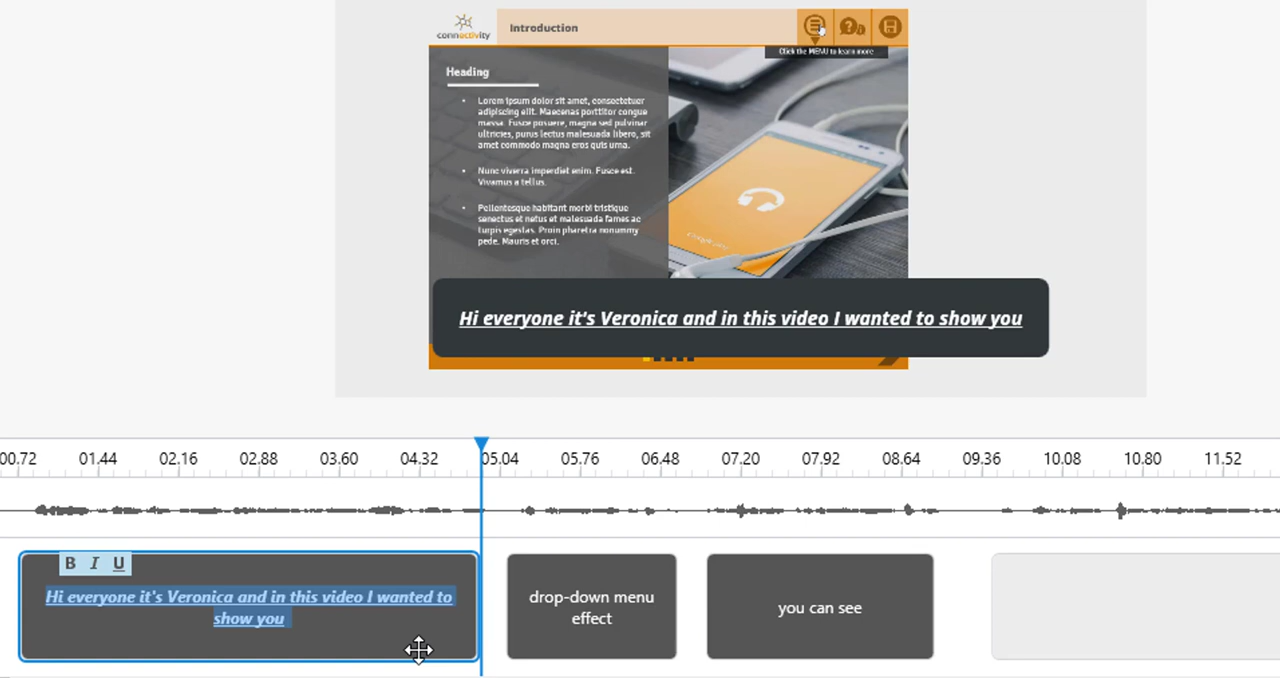 connectivity
Introduction
Click the MENU to learn more
Heading
• Lorem ipsum dolor sit amet, consectetuer
adipiscing elit. Maecenas porttitor congue
massa. Fusce posuere, magna sed pulvinar
ultricies, purus lectus malesuada libero, sit
amet commodo magna eros quis urna.
• Nunc viverra imperdiet enim. Fusce est.
Vivamus a tellus.
• Pellentesque habitant morbi tristique
senectus et netus et malesuada fames ac
turpis egestas. Proin pharetra nonummy
pede. Mauris et orci.
Hi everyone it's Veronica and in this video I wanted to show you
00.72 01.44 02.16 02.88 03.60 04.32 05.04 05.76 06.48 07.20 07.92 08.64 09.36 10.08 10.80 11.52
B I U
Hi everyone it's Veronica and in this video I wanted to
show you
drop-down menu
effect
you can see